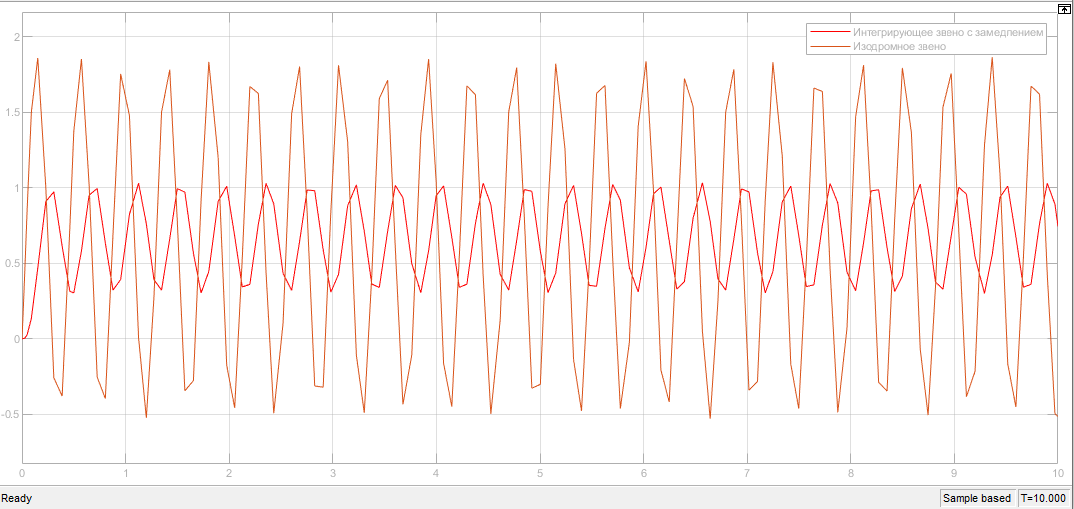 Интегрирующее звено с замедлением
Изодромное звено
2
1.5
1
0.5
0
-0.5
0 1 2 3 4 5 6 7 8 9 10
Ready Sample based T=10.000